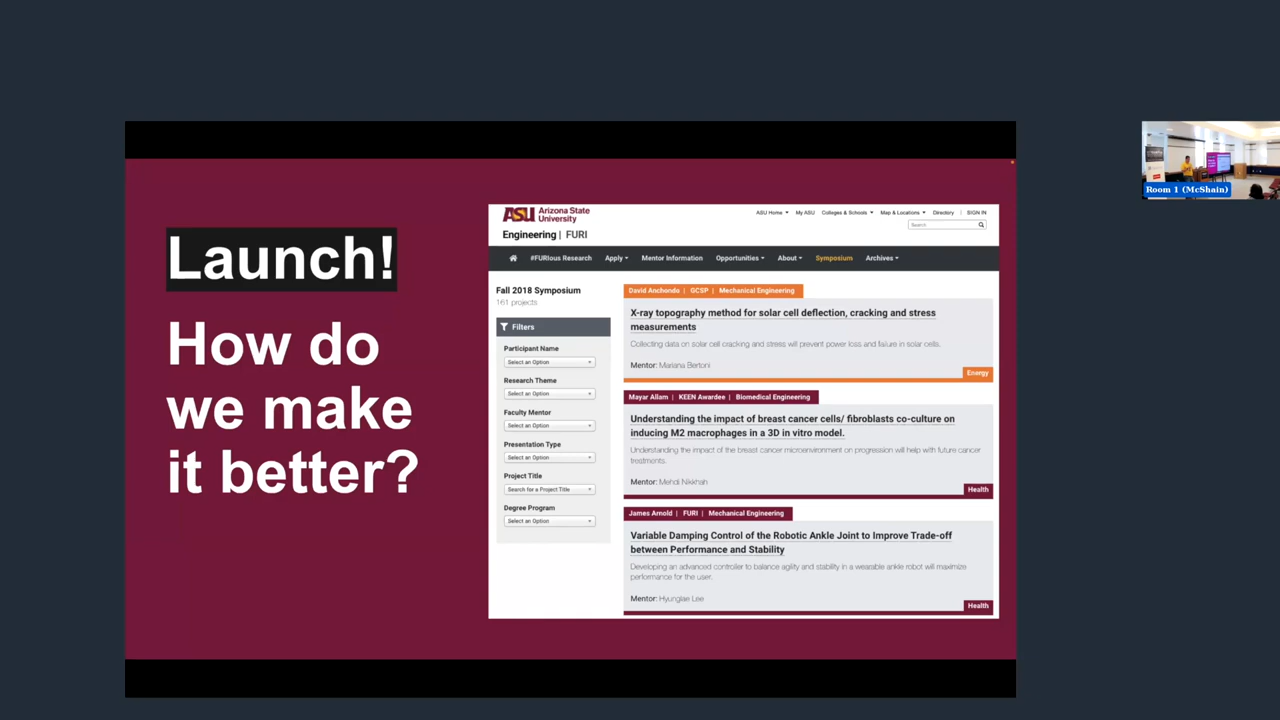 Launch!
How do
we make
it better?
ASU Arizona State
University
Engineering | FURI
ASU Home
My ASU
Colleges & Schools
Map & Locations
Directory
SIGN IN
Search
#FURIous Research
Apply
Mentor Information
Opportunities
About
Symposium
Archives
Fall 2018 Symposium
161 projects
Filters
Participant Name
Select an Option
Research Theme
Select an Option
Faculty Mentor
Select an Option
Presentation Type
Select an Option
Project Title
Search for a Project Title
Degree Program
Select an Option
David Anchondo | GCSP | Mechanical Engineering
X-ray topography method for solar cell deflection, cracking and stress
measurements
Collecting data on solar cell cracking and stress will prevent power loss and failure in solar cells.
Mentor: Mariana Bertoni
Energy
Mayar Allam | KEEN Awardee | Biomedical Engineering
Understanding the impact of breast cancer cells/ fibroblasts co-culture on
inducing M2 macrophages in a 3D in vitro model.
Understanding the impact of the breast cancer microenvironment on progression will help with future cancer
treatments.
Mentor: Mehdi Nikkhah
Health
James Arnold | FURI | Mechanical Engineering
Variable Damping Control of the Robotic Ankle Joint to Improve Trade-off
between Performance and Stability
Developing an advanced controller to balance agility and stability in a wearable ankle robot will maximize
performance for the user.
Mentor: Hyunglae Lee
Health
Room 1 (McShain)